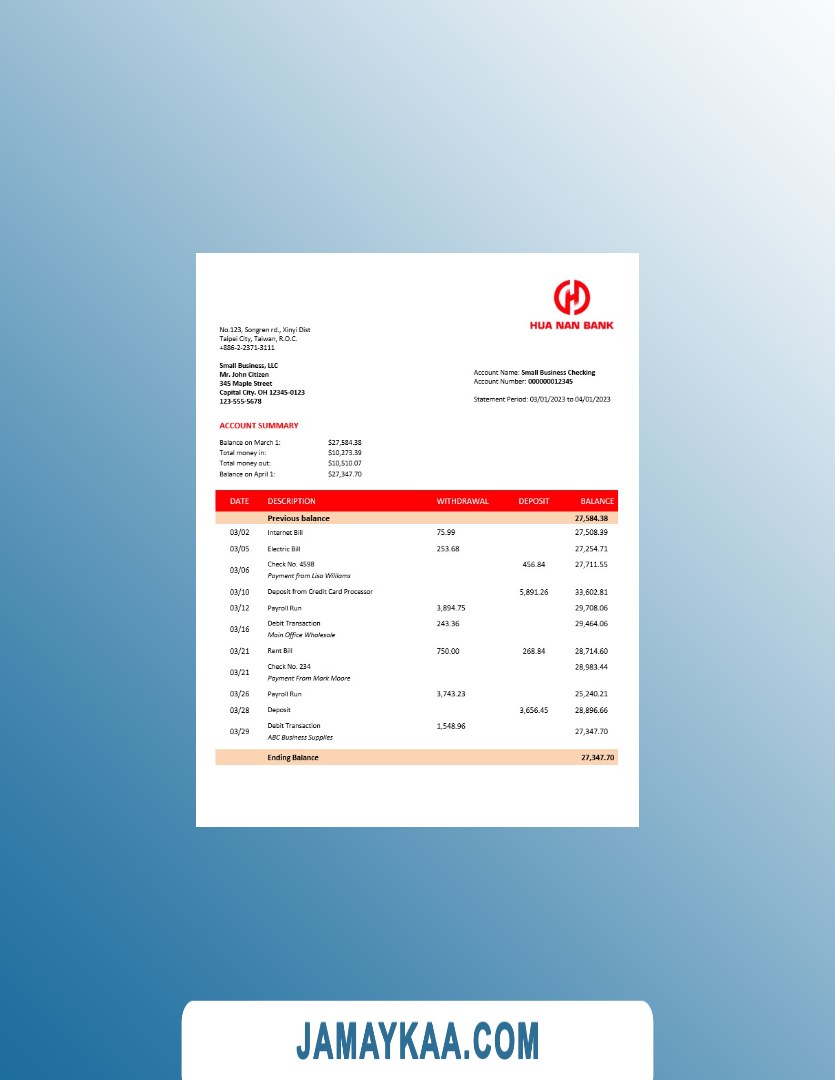 HUA NAN BANK
No.123, Songren rd., Xinyi Dist
Taipei City, Taiwan, R.O.C.
+886-2-2371-3111
Small Business, LLC
Mr. John Citizen
345 Maple Street
Capital City, OH 12345-0123
123-555-5678
Account Name: Small Business Checking
Account Number: 000000012345
Statement Period: 03/01/2023 to 04/01/2023
ACCOUNT SUMMARY
Balance on March 1: $27,584.38
Total money in: $10,273.39
Total money out: $10,510.07
Balance on April 1: $27,347.70
DATE DESCRIPTION WITHDRAWAL DEPOSIT BALANCE
Previous balance 27,584.38
03/02 Internet Bill 75.99 27,508.39
03/05 Electric Bill 253.68 27,254.71
03/06 Check No. 4598 456.84 27,711.55
Payment from Lisa Williams
03/10 Deposit from Credit Card Processor 5,891.26 33,602.81
03/12 Payroll Run 3,894.75 29,708.06
03/16 Debit Transaction 243.36 29,464.06
Main Office Wholesale
03/21 Rant Bill 750.00 268.84 28,714.60
03/21 Check No. 234 28,983.44
Payment From Mark Moore
03/26 Payroll Run 3,743.23 25,240.21
03/28 Deposit 3,656.45 28,896.66
03/29 Debit Transaction 1,548.96 27,347.70
ABC Business Supplies
Ending Balance 27,347.70
JAMAYKAA.COM